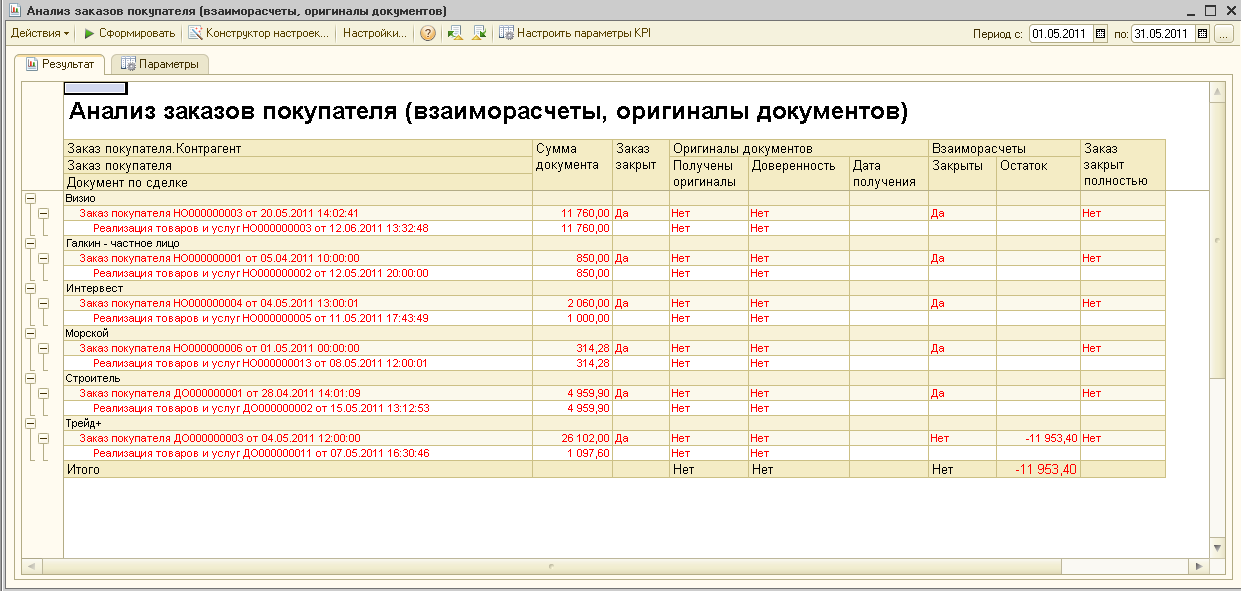 Анализ заказов покупателя (взаиморасчеты, оригиналы документов)
Действия Сформировать Конструктор настроек... Настройки... ? Настроить параметры KPI Период с: 01.05.2011 по: 31.05.2011 ...
Результат Параметры
Анализ заказов покупателя (взаиморасчеты, оригиналы документов)
Заказ покупателя.Контрагент Сумма Заказ Оригиналы документов Взаиморасчеты Заказ
Заказ покупателя документа закрыт Получены Доверенность Дата Закрыты Остаток закрыт
Документ по сделке оригиналы получения полностью
Визио
Заказ покупателя НО000000003 от 20.05.2011 14:02:41 11 760,00 Да Нет Нет Да Нет
Реализация товаров и услуг НО000000003 от 12.06.2011 13:32:48 11 760,00 Нет Нет
Галкин - частное лицо
Заказ покупателя НО000000001 от 05.04.2011 10:00:00 850,00 Да Нет Нет Да Нет
Реализация товаров и услуг НО000000002 от 12.05.2011 20:00:00 850,00 Нет Нет
Интервест
Заказ покупателя НО000000004 от 04.05.2011 13:00:01 2 060,00 Да Нет Нет Да Нет
Реализация товаров и услуг НО000000005 от 11.05.2011 17:43:49 1 000,00 Нет Нет
Морской
Заказ покупателя НО000000006 от 01.05.2011 00:00:00 314,28 Да Нет Нет Да Нет
Реализация товаров и услуг НО000000013 от 08.05.2011 12:00:01 314,28 Нет Нет
Строитель
Заказ покупателя ДО000000001 от 28.04.2011 14:01:09 4 959,90 Да Нет Нет Да Нет
Реализация товаров и услуг ДО000000002 от 15.05.2011 13:12:53 4 959,90 Нет Нет
Трейд+
Заказ покупателя ДО000000003 от 04.05.2011 12:00:00 26 102,00 Да Нет Нет Нет -11 953,40 Нет
Реализация товаров и услуг ДО000000011 от 07.05.2011 16:30:46 1 097,60 Нет Нет
Итого Нет Нет Нет -11 953,40